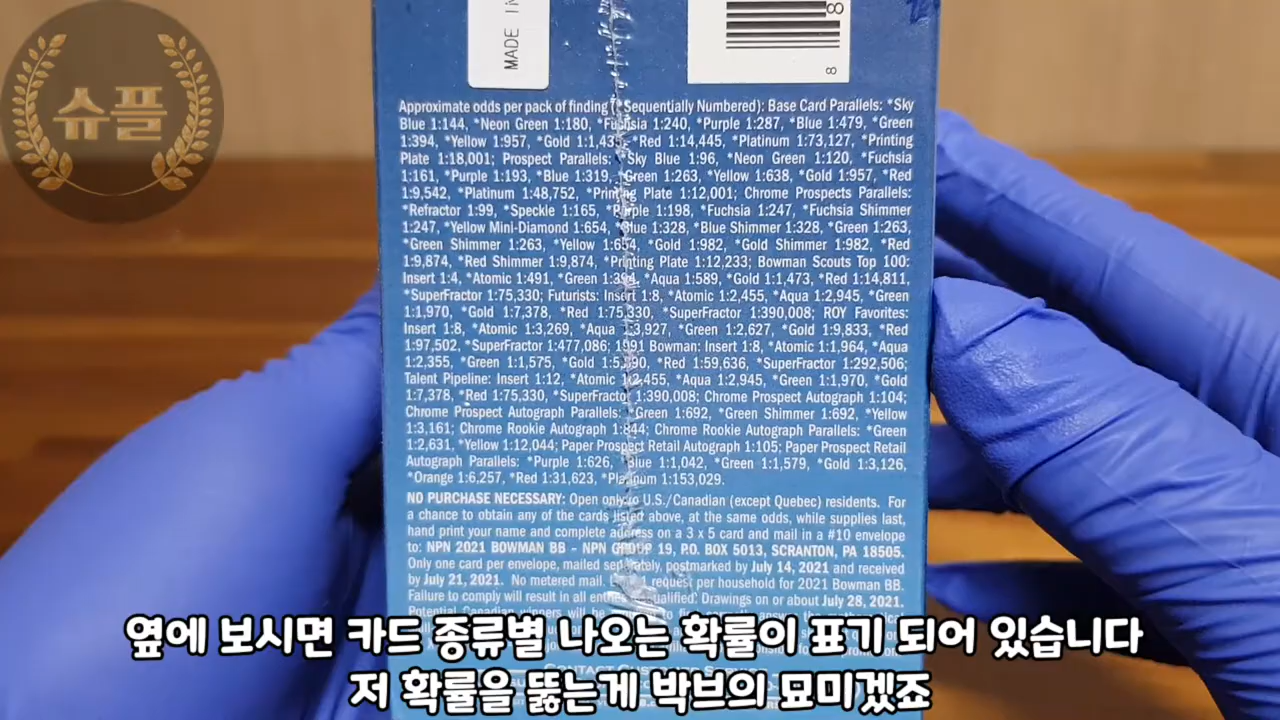 슈플
MADE IN
8
8
Approximate odds per pack of finding (*Sequentially Numbered): Base Card Parallels: *Sky
Blue 1:144, *Neon Green 1:180, *Fuchsia 1:240, *Purple 1:287, *Blue 1:479, *Green
1:394, *Yellow 1:957, *Gold 1:1,435, *Red 1:14,445, *Platinum 1:73,127, *Printing
Plate 1:18,001; Prospect Parallels: *Sky Blue 1:96, *Neon Green 1:120, *Fuchsia
1:161, *Purple 1:193, *Blue 1:319, *Green 1:263, *Yellow 1:638, *Gold 1:957, *Red
1:9,542, *Platinum 1:48,752, *Printing Plate 1:12,001; Chrome Prospects Parallels:
*Refractor 1:99, *Speckle 1:165, *Purple 1:198, *Fuchsia 1:247, *Fuchsia Shimmer
1:247, *Yellow Mini-Diamond 1:654, *Blue 1:328, *Blue Shimmer 1:328, *Green 1:263,
*Green Shimmer 1:263, *Yellow 1:654, *Gold 1:982, *Gold Shimmer 1:982, *Red
1:9,874, *Red Shimmer 1:9,874, *Printing Plate 1:12,233; Bowman Scouts Top 100:
Insert 1:4, *Atomic 1:491, *Green 1:394, *Aqua 1:589, *Gold 1:1,473, *Red 1:14,811,
*SuperFractor 1:75,330; Futurists: Insert 1:8, *Atomic 1:2,455, *Aqua 1:2,945, *Green
1:1,970, *Gold 1:7,378, *Red 1:75,330, *SuperFractor 1:390,008; ROY Favorites:
Insert 1:8, *Atomic 1:3,269, *Aqua 1:3,927, *Green 1:2,627, *Gold 1:9,833, *Red
1:97,502, *SuperFractor 1:477,086; 1991 Bowman: Insert 1:8, *Atomic 1:1,964, *Aqua
1:2,355, *Green 1:1,575, *Gold 1:5,890, *Red 1:59,636, *SuperFractor 1:292,506;
Talent Pipeline: Insert 1:12, *Atomic 1:2,455, *Aqua 1:2,945, *Green 1:1,970, *Gold
1:7,378, *Red 1:75,330, *SuperFractor 1:390,008; Chrome Prospect Autograph 1:104;
Chrome Prospect Autograph Parallels: *Green 1:692, *Green Shimmer 1:692, *Yellow
1:3,161; Chrome Rookie Autograph 1:844; Chrome Rookie Autograph Parallels: *Green
1:2,631, *Yellow 1:12,044; Paper Prospect Retail Autograph 1:105; Paper Prospect Retail
Autograph Parallels: *Purple 1:626, *Blue 1:1,042, *Green 1:1,579, *Gold 1:3,126,
*Orange 1:6,257, *Red 1:31,623, *Platinum 1:153,029.
NO PURCHASE NECESSARY: Open only to U.S./Canadian (except Quebec) residents. For
a chance to obtain any of the cards listed above, at the same odds, while supplies last,
hand print your name and complete address on a 3 x 5 card and mail in a #10 envelope
to: NPN 2021 BOWMAN BB – NPN GROUP 19, P.O. BOX 5013, SCRANTON, PA 18505.
Only one card per envelope, mailed separately, postmarked by July 14, 2021 and received
by July 21, 2021. No metered mail. request per household for 2021 Bowman BB.
Failure to comply will result in all entries disqualified. Drawings on or about July 28, 2021.
Potential Canadian winners will be
CONTACT CUSTOMER SERVICE
옆에 보시면 카드 종류별 나오는 확률이 표기 되어 있습니다
저 확률을 뚫는게 박브의 묘미겠죠